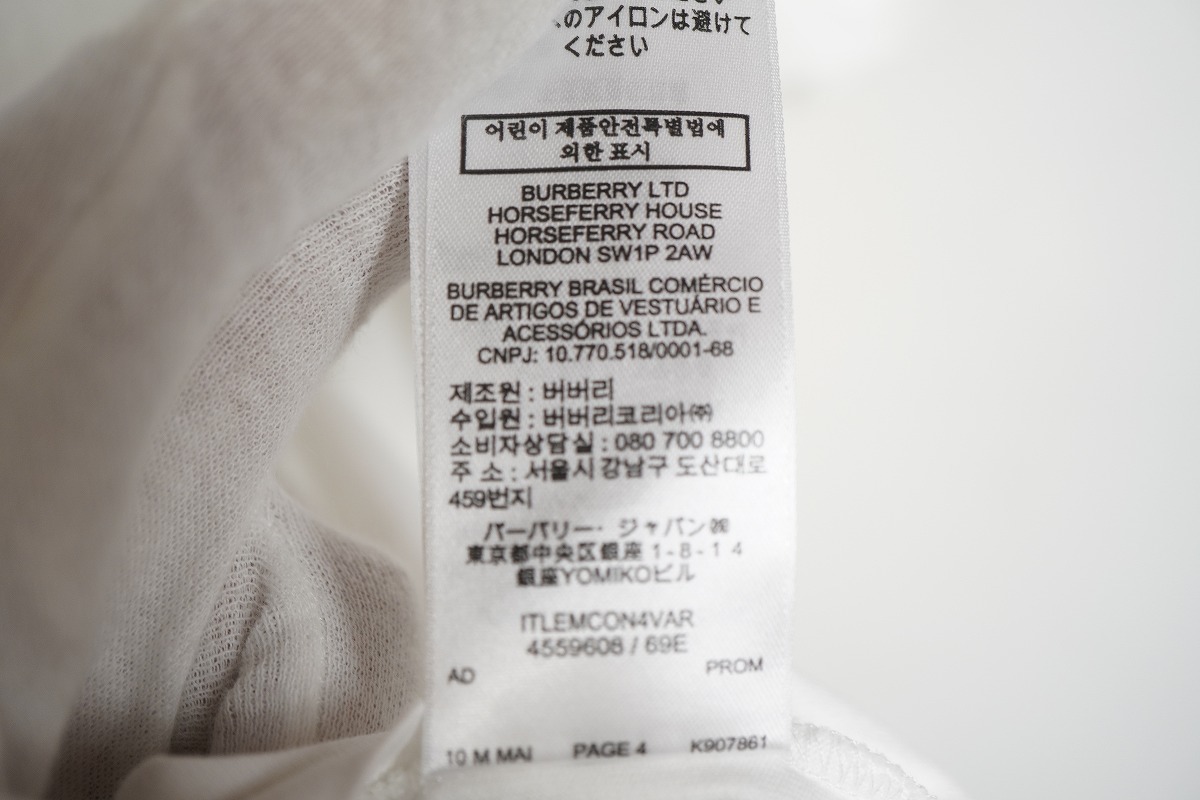 のアイロンは避けて
ください
어린이 제품안전특별법에
의한 표시
BURBERRY LTD
HORSEFERRY HOUSE
HORSEFERRY ROAD
LONDON SW1P 2AW
BURBERRY BRASIL COMÉRCIO
DE ARTIGOS DE VESTUÁRIO E
ACESSÓRIOS LTDA.
CNPJ: 10.770.518/0001-68
제조원 : 버버리
수입원 : 버버리코리아㈜
소비자상담실 : 080 700 8800
주 소 : 서울시 강남구 도산대로
459번지
バーバリー・ジャパン㈱
東京都中央区銀座 1-8-14
銀座YOMIKOビル
ITLEMCON4VAR
4559608 / 69E
AD PROM
10 M MAI PAGE 4 K907861